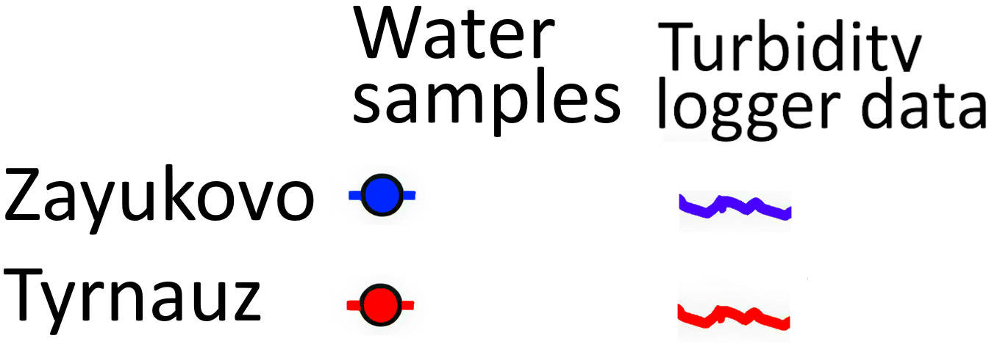 Water
samples
Turbiditv
logger data
Zayukovo
Tyrnauz